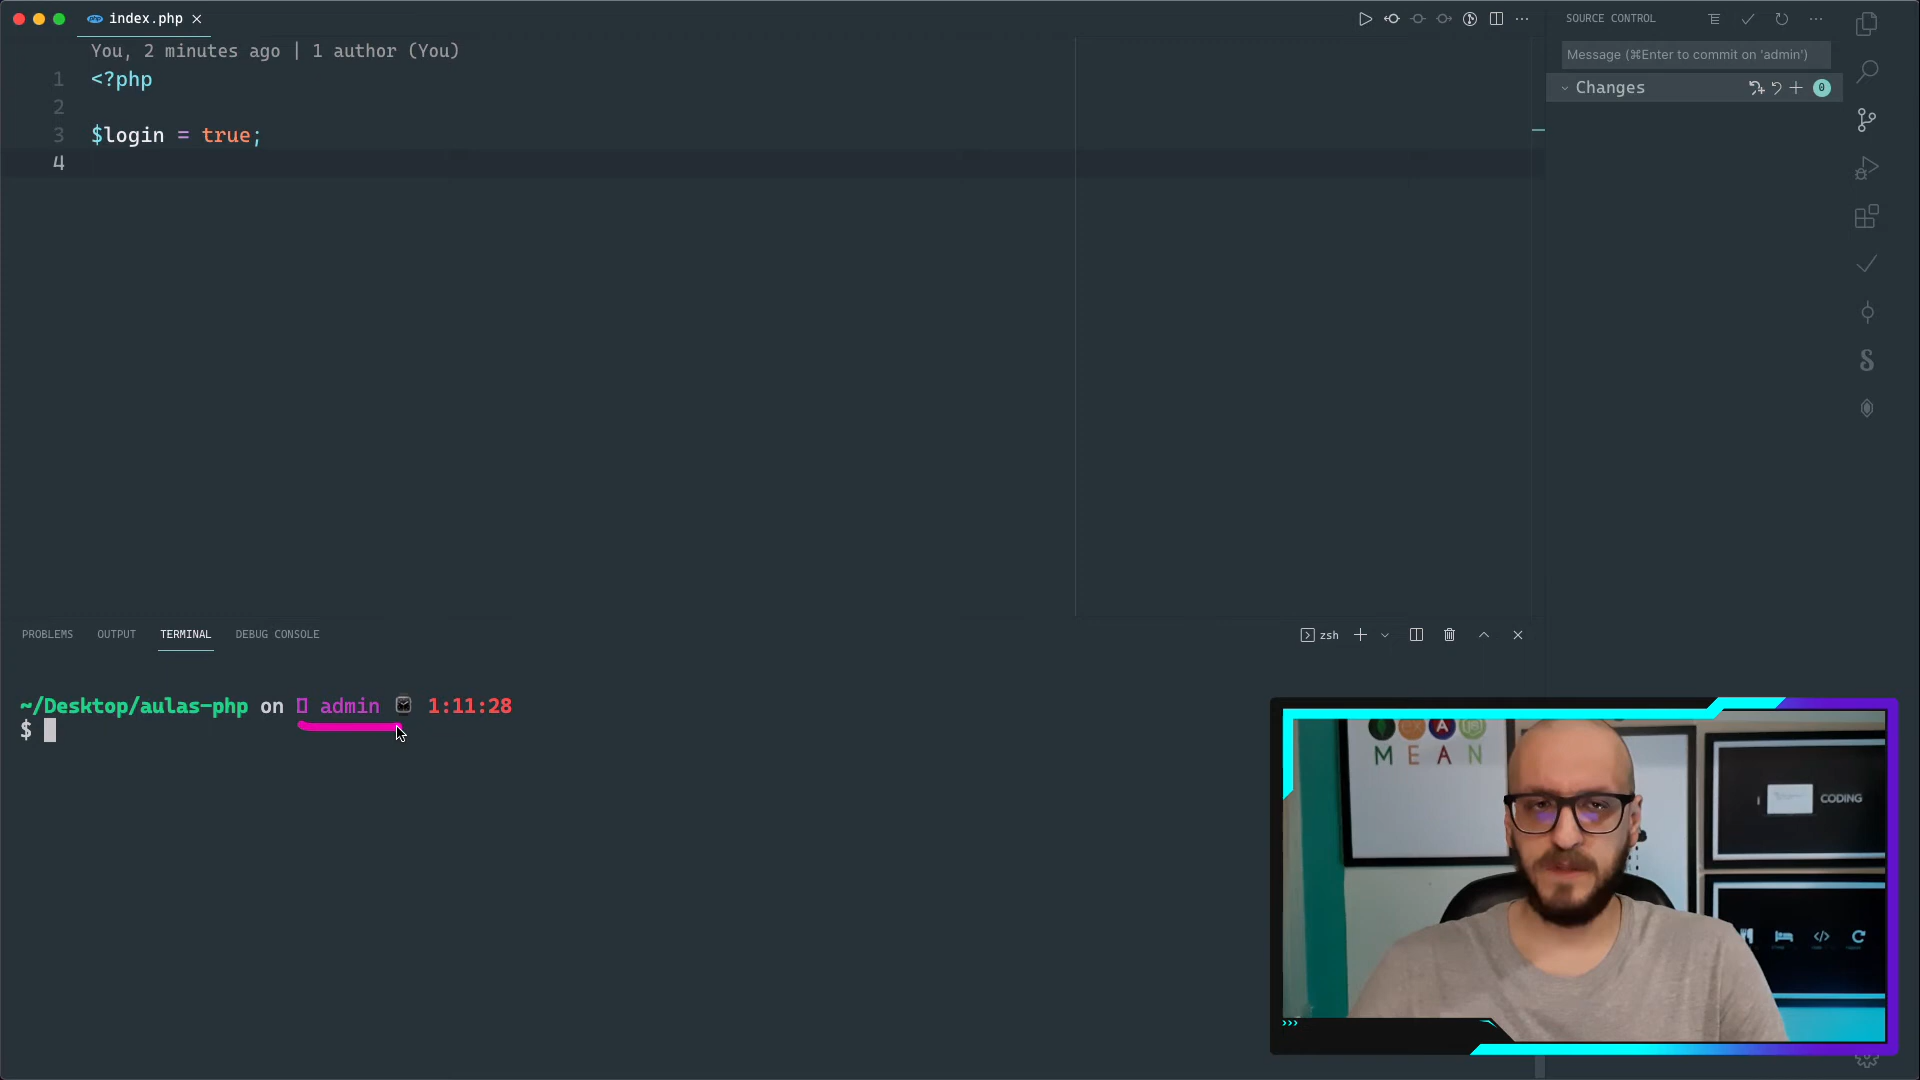 index.php
SOURCE CONTROL
You, 2 minutes ago | 1 author (You)
Message (⌘Enter to commit on 'admin')
1 <?php
Changes 0
2
3 $login = true;
4
PROBLEMS OUTPUT TERMINAL DEBUG CONSOLE
zsh
~/Desktop/aulas-php on admin 1:11:28
$
MEAN
CODING